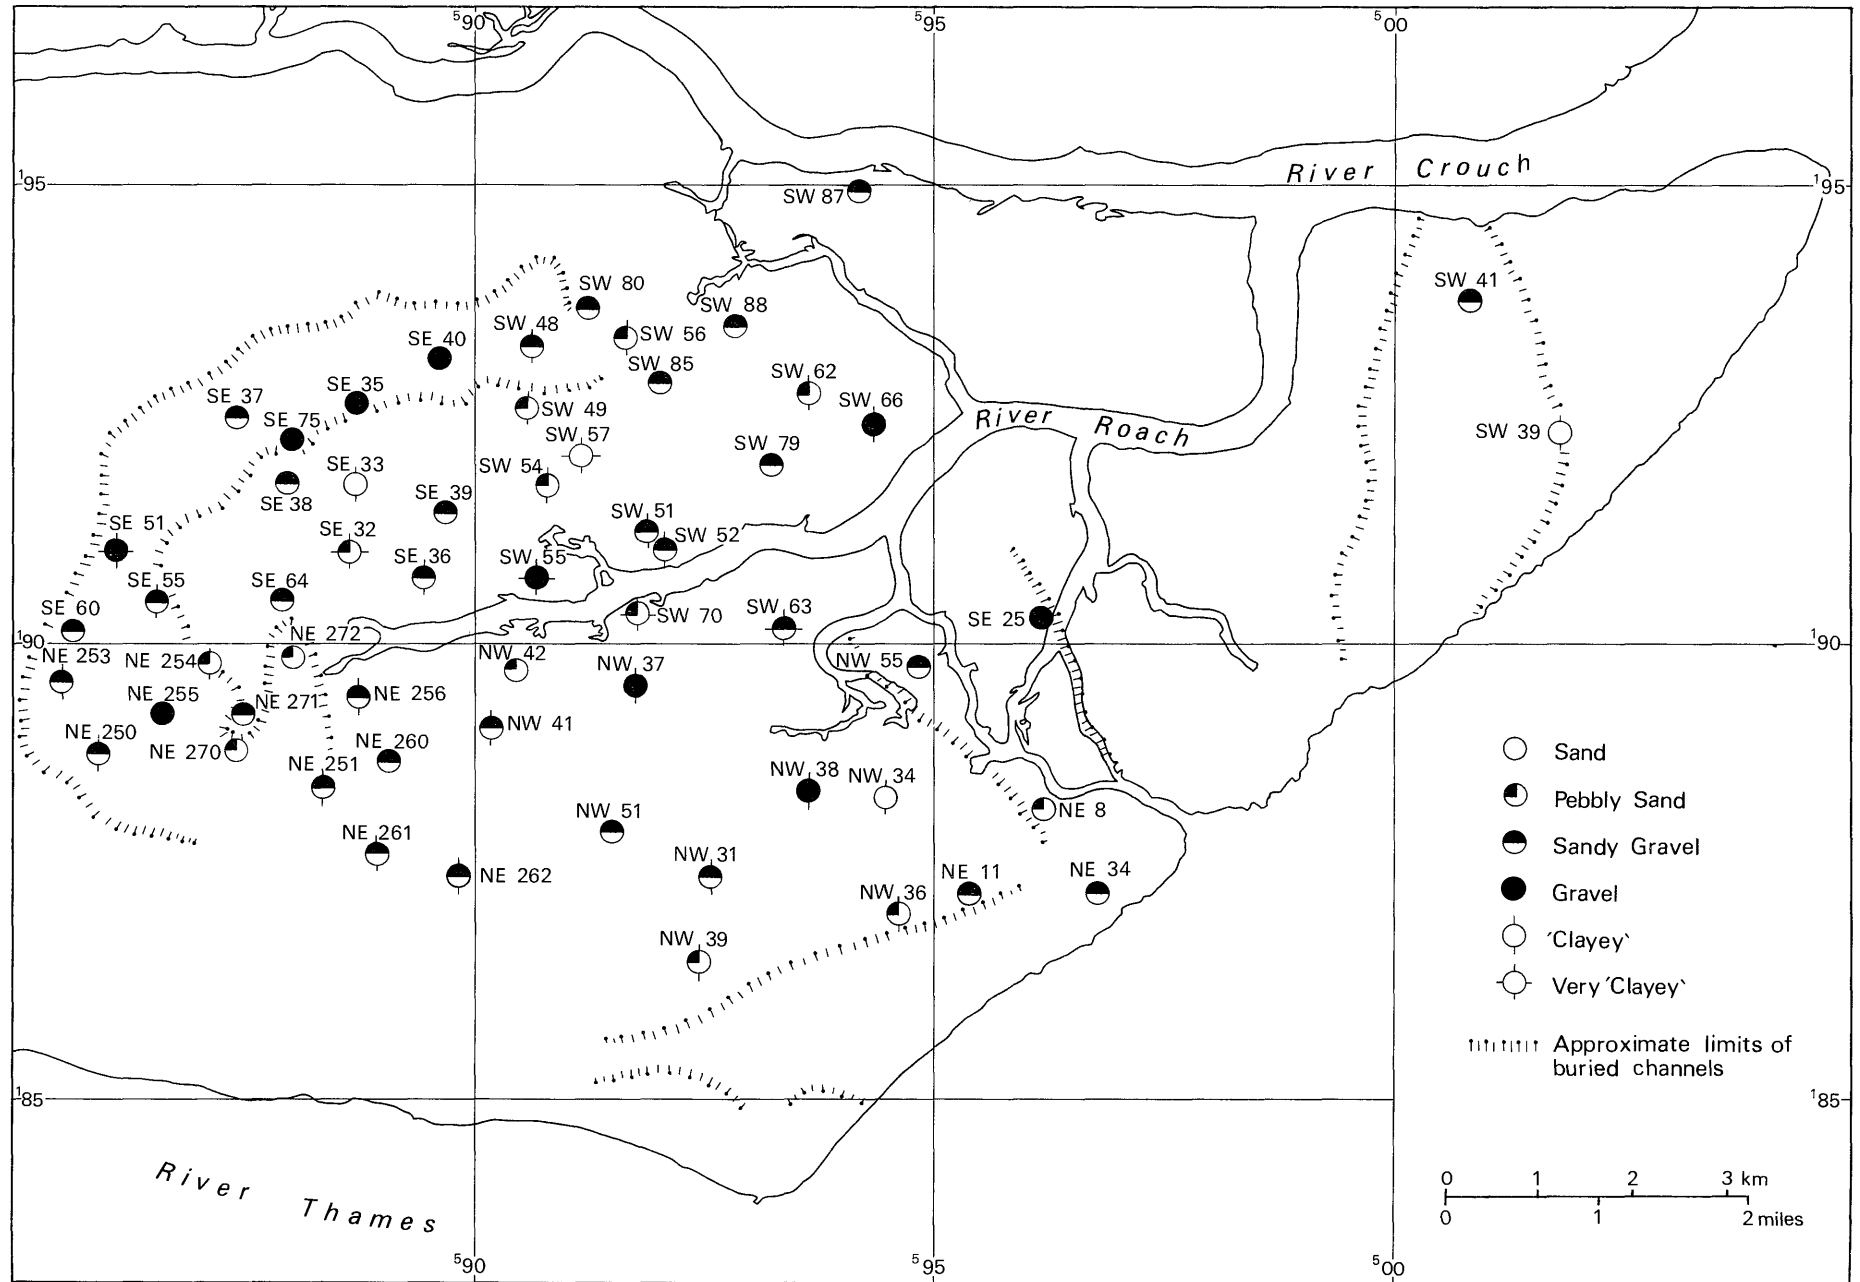 ⁵90
⁵95
⁵00
River Crouch
¹95
¹95
SW 87
SW 41
SW 80
SW 88
SW 48
SW 56
SE 40
SW 85
SE 35
SW 62
SE 37
SW 66
SE 75
SW 49
River Roach
SW 57
SW 39
SE 33
SW 54
SW 79
SE 38
SE 39
SE 51
SW 51
SE 32
SW 52
SE 36
SW 55
SE 55
SE 64
SE 60
SW 70
SW 63
SE 25
¹90
NE 272
¹90
NE 253
NE 254
NW 42
NW 37
NW 55
NE 255
NE 271
NE 256
NE 250
NE 270
NW 41
NE 260
NE 251
NW 38
NW 34
NE 8
NW 51
NE 261
NW 31
NE 262
NE 11
NE 34
NW 36
NW 39
Sand
Pebbly Sand
Sandy Gravel
Gravel
'Clayey'
Very 'Clayey'
Approximate limits of
buried channels
¹85
¹85
River Thames
0 1 2 3 km
0 1 2 miles
⁵90
⁵95
⁵00